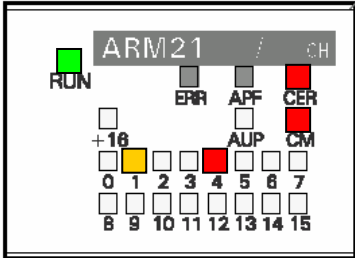 ARM21 / CH
RUN
ERR APF CER
+16 AUP CM
0 1 2 3 4 5 6 7
8 9 10 11 12 13 14 15